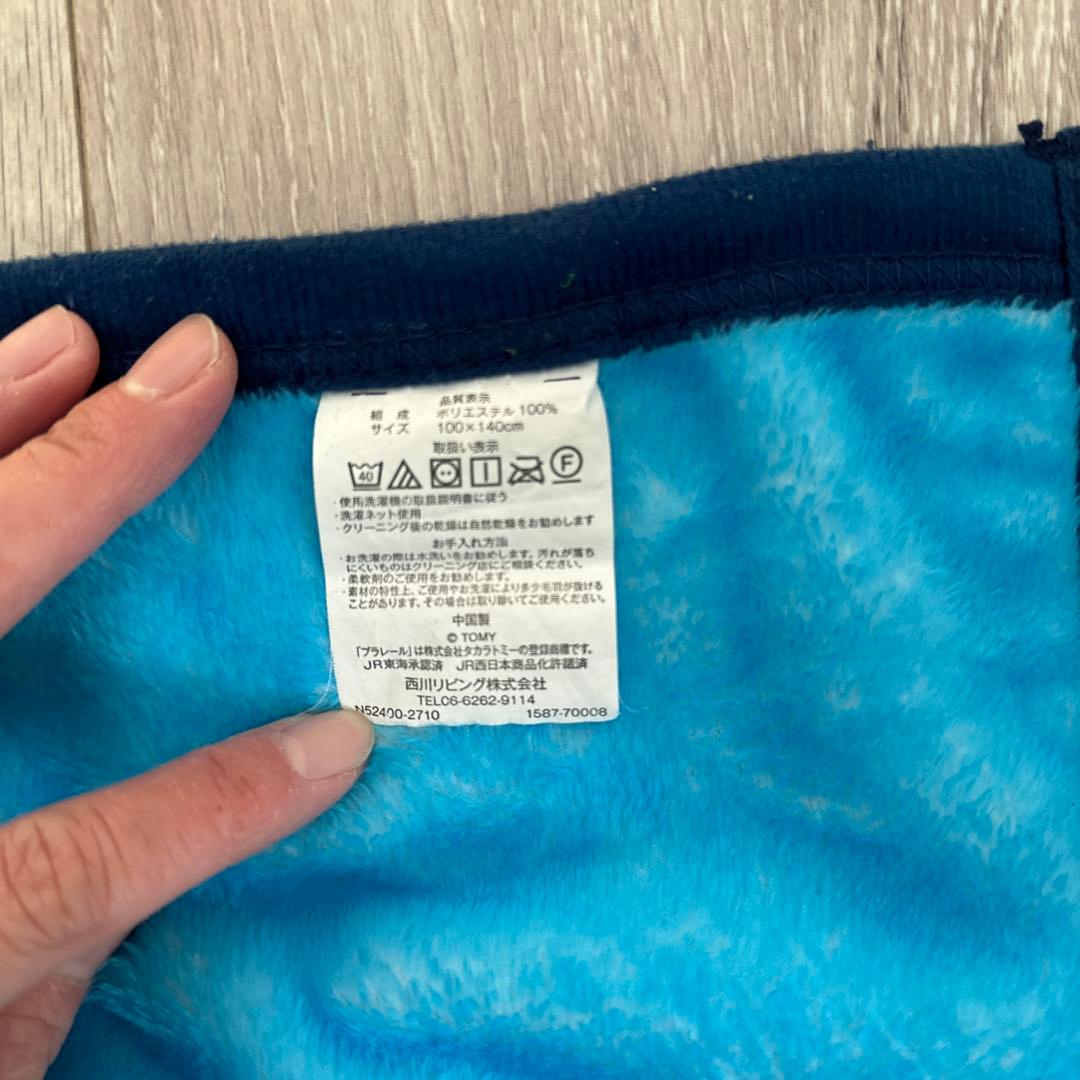 品質表示
組成 ポリエステル 100%
サイズ 100×140cm
取扱い表示
40 F
・使用洗濯機の取扱説明書に従う
・洗濯ネット使用
・クリーニング後の乾燥は自然乾燥をお勧めします
お手入れ方法
・お洗濯の際は水洗いをお勧めします。汚れが落ち
にくいものはクリーニング店にご相談ください。
・柔軟剤のご使用をお勧めします。
・素材の特性上、ご使用やお洗濯により多少毛羽が抜ける
ことがあります。その場合は取り除いてご使用ください。
中国製
© TOMY
「プラレール」は株式会社タカラトミーの登録商標です。
JR東海承認済 JR西日本商品化許諾済
西川リビング株式会社
TEL06-6262-9114
N52400-2710 1587-70008